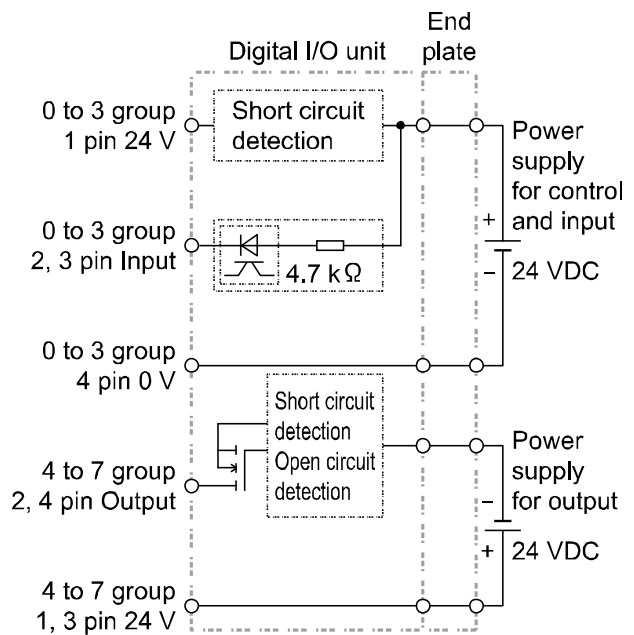 Digital I/O unit
End
plate
0 to 3 group
1 pin 24 V
Short circuit
detection
Power
supply
for control
and input
+
–
24 VDC
0 to 3 group
2, 3 pin Input
4.7 kΩ
0 to 3 group
4 pin 0 V
Short circuit
detection
Open circuit
detection
4 to 7 group
2, 4 pin Output
Power
supply
for output
–
+
24 VDC
4 to 7 group
1, 3 pin 24 V